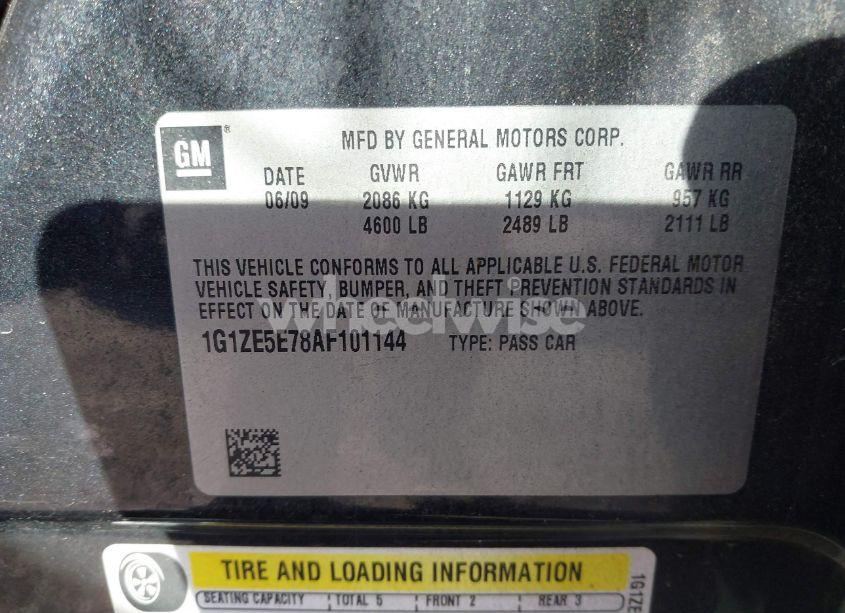 GM ®
MFD BY GENERAL MOTORS CORP.
DATE GVWR GAWR FRT GAWR RR
06/09 2086 KG 1129 KG 957 KG
4600 LB 2489 LB 2111 LB
THIS VEHICLE CONFORMS TO ALL APPLICABLE U.S. FEDERAL MOTOR
VEHICLE SAFETY, BUMPER, AND THEFT PREVENTION STANDARDS IN
EFFECT ON THE DATE OF MANUFACTURE SHOWN ABOVE.
wheelwise
1G1ZE5E78AF101144 TYPE: PASS CAR
TIRE AND LOADING INFORMATION
SEATING CAPACITY TOTAL 5 FRONT 2 REAR 3
1G1ZE